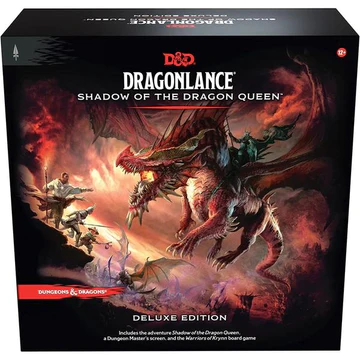 D&D
DRAGONLANCE®
SHADOW OF THE DRAGON QUEEN™
12+
DUNGEONS & DRAGONS®
DELUXE EDITION
Includes the adventure Shadow of the Dragon Queen,
a Dungeon Master's screen, and the Warriors of Krynn board game